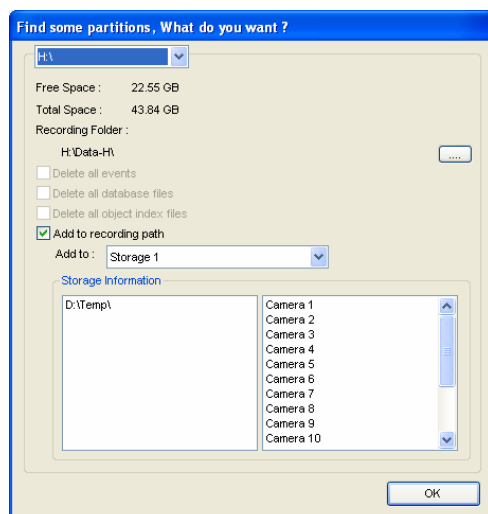 Find some partitions, What do you want ?
H:\
Free Space : 22.55 GB
Total Space : 43.84 GB
Recording Folder :
H:\Data-H\
....
Delete all events
Delete all database files
Delete all object index files
Add to recording path
Add to : Storage 1
Storage Information
D:\Temp\
Camera 1
Camera 2
Camera 3
Camera 4
Camera 5
Camera 6
Camera 7
Camera 8
Camera 9
Camera 10
OK